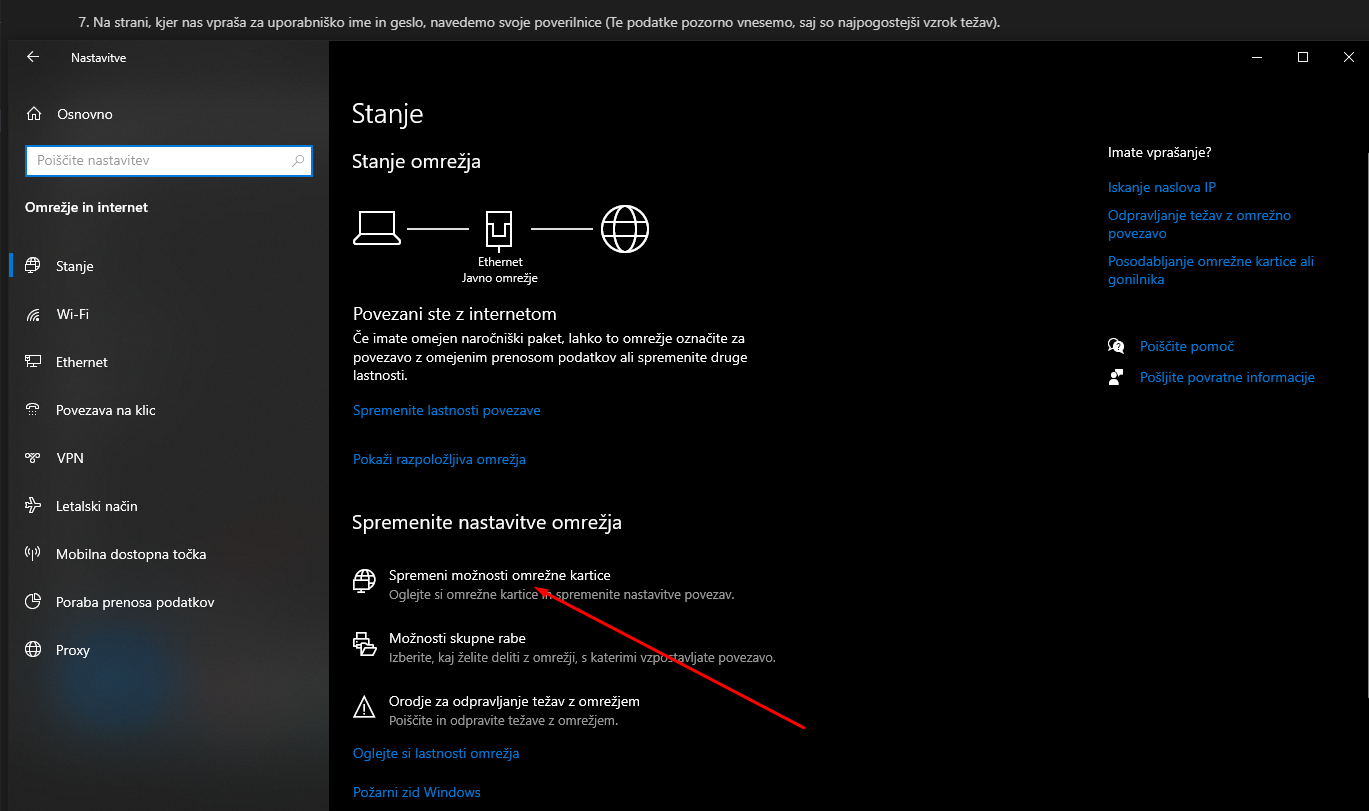 7. Na strani, kjer nas vpraša za uporabniško ime in geslo, navedemo svoje poverilnice (Te podatke pozorno vnesemo, saj so najpogostejši vzrok težav).
Nastavitve
Osnovno
Poiščite nastavitev
Omrežje in internet
Stanje
Wi-Fi
Ethernet
Povezava na klic
VPN
Letalski način
Mobilna dostopna točka
Poraba prenosa podatkov
Proxy
Stanje
Stanje omrežja
Ethernet
Javno omrežje
Povezani ste z internetom
Če imate omejen naročniški paket, lahko to omrežje označite za
povezavo z omejenim prenosom podatkov ali spremenite druge
lastnosti.
Spremenite lastnosti povezave
Pokaži razpoložljiva omrežja
Spremenite nastavitve omrežja
Spremeni možnosti omrežne kartice
Oglejte si omrežne kartice in spremenite nastavitve povezav.
Možnosti skupne rabe
Izberite, kaj želite deliti z omrežji, s katerimi vzpostavljate povezavo.
Orodje za odpravljanje težav z omrežjem
Poiščite in odpravite težave z omrežjem.
Oglejte si lastnosti omrežja
Požarni zid Windows
Imate vprašanje?
Iskanje naslova IP
Odpravljanje težav z omrežno
povezavo
Posodabljanje omrežne kartice ali
gonilnika
Poiščite pomoč
Pošljite povratne informacije